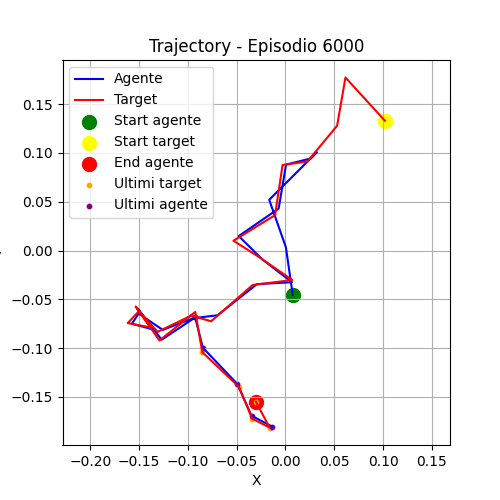 Trajectory - Episodio 6000
Agente
Target
Start agente
Start target
End agente
Ultimi target
Ultimi agente
0.15
0.10
0.05
0.00
−0.05
−0.10
−0.15
−0.20 −0.15 −0.10 −0.05 0.00 0.05 0.10 0.15
X